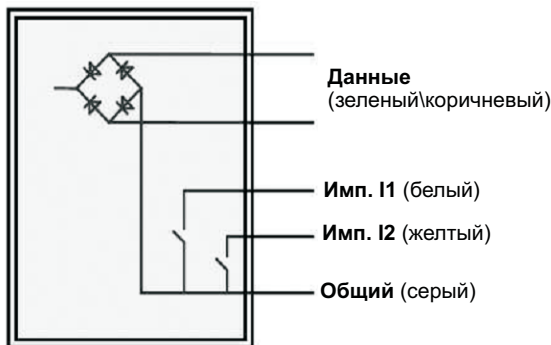 Данные
(зеленый\коричневый)
Имп. I1 (белый)
Имп. I2 (желтый)
Общий (серый)